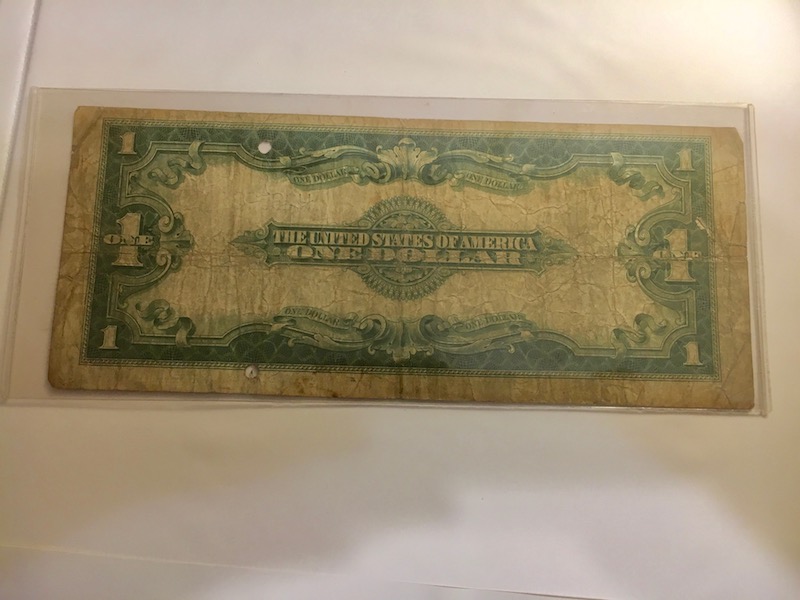 1 1
ONE DOLLAR ONE DOLLAR
1 ONE THE UNITED STATES OF AMERICA 1 ONE
ONE DOLLAR
ONE DOLLAR ONE DOLLAR
1 1